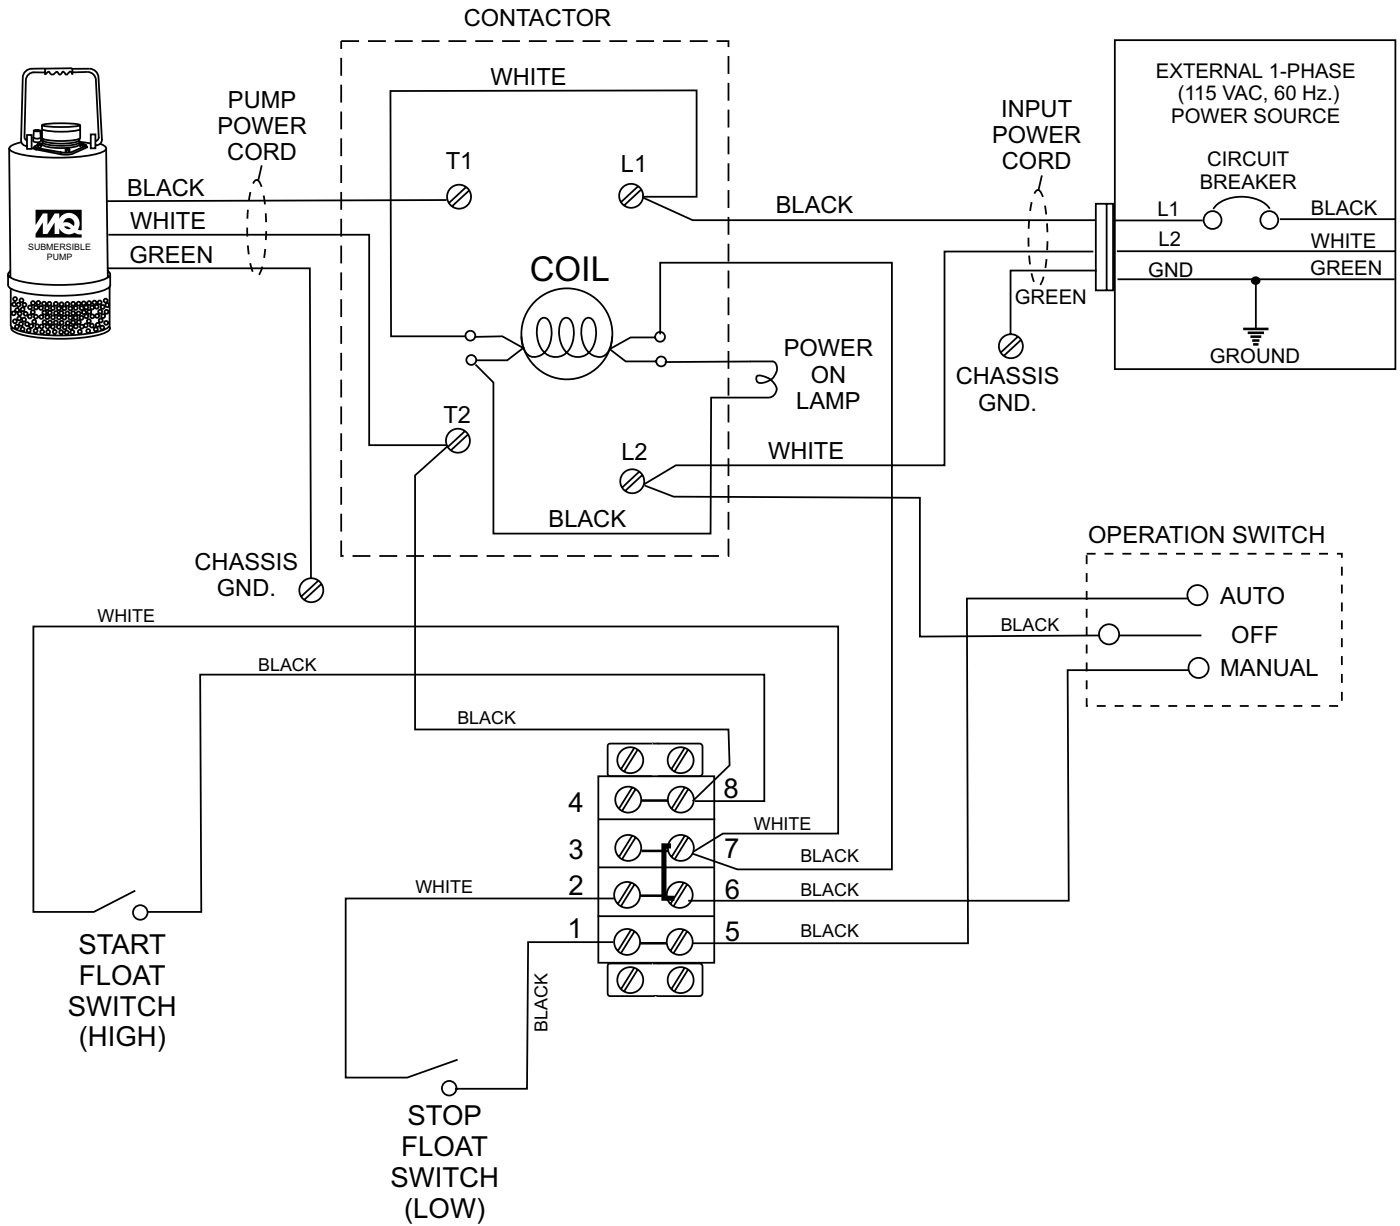 CONTACTOR
WHITE
PUMP
POWER
CORD
T1
L1
BLACK
WHITE
GREEN
MQ
SUBMERSIBLE
PUMP
COIL
BLACK
INPUT
POWER
CORD
GREEN
CHASSIS
GND.
EXTERNAL 1-PHASE
(115 VAC, 60 Hz.)
POWER SOURCE
CIRCUIT
BREAKER
L1
BLACK
L2
WHITE
GND
GREEN
GROUND
POWER
ON
LAMP
T2
L2
WHITE
BLACK
CHASSIS
GND.
OPERATION SWITCH
AUTO
BLACK
OFF
MANUAL
WHITE
BLACK
BLACK
4
8
WHITE
3
7
BLACK
2
6
BLACK
WHITE
1
5
BLACK
BLACK
START
FLOAT
SWITCH
(HIGH)
STOP
FLOAT
SWITCH
(LOW)